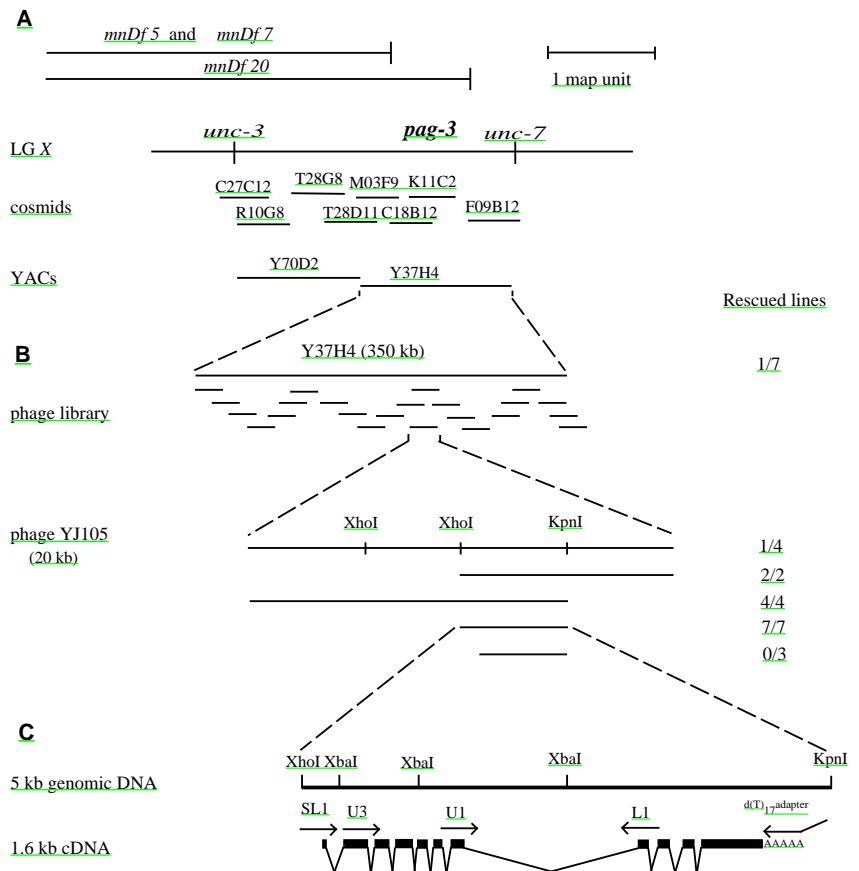 A
mnDf 5 and mnDf 7
mnDf 20
1 map unit
unc-3 pag-3 unc-7
LG X
C27C12 T28G8 M03F9 K11C2
cosmids
R10G8 T28D11 C18B12 F09B12
YACs
Y70D2 Y37H4
Rescued lines
B
Y37H4 (350 kb)
1/7
phage library
phage YJ105
(20 kb)
XhoI XhoI KpnI
1/4
2/2
4/4
7/7
0/3
C
XhoI XbaI XbaI XbaI KpnI
5 kb genomic DNA
SL1 U3 U1 L1 d(T)17adapter
1.6 kb cDNA
AAAAA